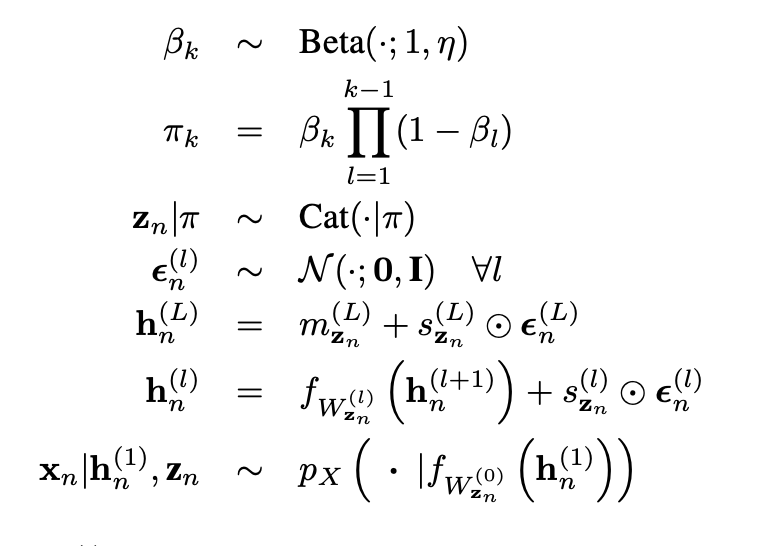 β_k ∼ Beta(·; 1, η)
π_k = β_k ∏_{l=1}^{k−1} (1 − β_l)
𝐳_n|π ∼ Cat(·|π)
𝛜_n^{(l)} ∼ 𝒩(·; 𝟎, 𝐈) ∀l
𝐡_n^{(L)} = m_{𝐳_n}^{(L)} + s_{𝐳_n}^{(L)} ⊙ 𝛜_n^{(L)}
𝐡_n^{(l)} = f_{W_{𝐳_n}^{(l)}} (𝐡_n^{(l+1)}) + s_{𝐳_n}^{(l)} ⊙ 𝛜_n^{(l)}
𝐱_n|𝐡_n^{(1)}, 𝐳_n ∼ p_X ( · |f_{W_{𝐳_n}^{(0)}} (𝐡_n^{(1)}))